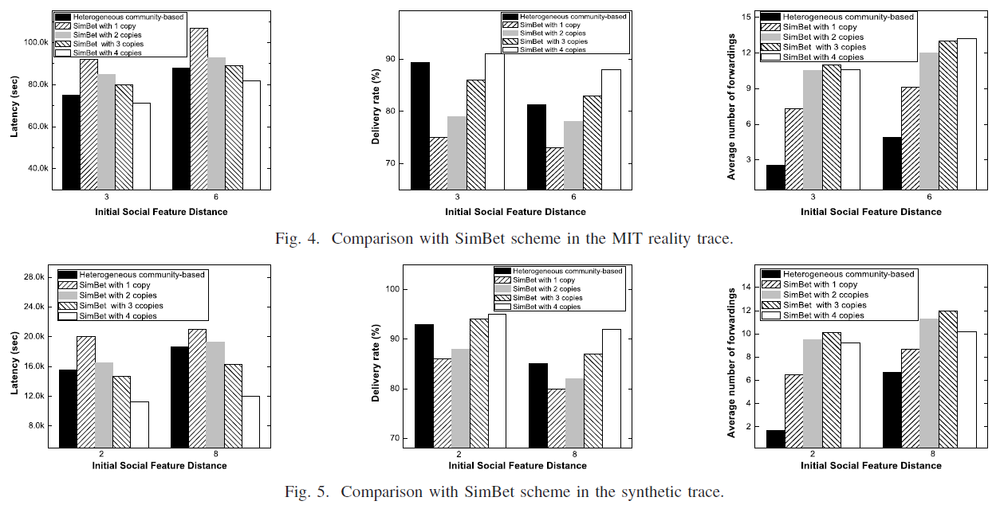 Heterogeneous community-based
SimBet with 1 copy
SimBet with 2 copies
SimBet with 3 copies
SimBet with 4 copies
100.0k
80.0k
60.0k
40.0k
Latency (sec)
3
6
Initial Social Feature Distance
Heterogeneous community-based
SimBet with 1 copy
SimBet with 2 copies
SimBet with 3 copies
SimBet with 4 copies
90
80
70
Delivery rate (%)
3
6
Initial Social Feature Distance
Heterogeneous community-based
SimBet with 1 copy
SimBet with 2 copies
SimBet with 3 copies
SimBet with 4 copies
15
12
9
6
3
Average number of forwardings
3
6
Initial Social Feature Distance
Fig. 4. Comparison with SimBet scheme in the MIT reality trace.
Heterogeneous community-based
SimBet with 1 copy
SimBet with 2 copies
SimBet with 3 ccopies
SimBet with 4 copies
28.0k
24.0k
20.0k
16.0k
12.0k
8.0k
Latency (sec)
2
8
Initial Social Feature Distance
Heterogeneous community-based
SimBet with 1 copy
SimBet with 2 copies
SimBet with 3 copies
SimBet with 4 copies
100
90
80
70
Delivery rate (%)
2
8
Initial Social Feature Distance
Heterogeneous community-based
SimBet with 1 copy
SimBet with 2 ccopies
SimBet with 3 copies
SimBet with 4 copies
14
12
10
8
6
4
2
Average number of forwardings
2
8
Initial Social Feature Distance
Fig. 5. Comparison with SimBet scheme in the synthetic trace.